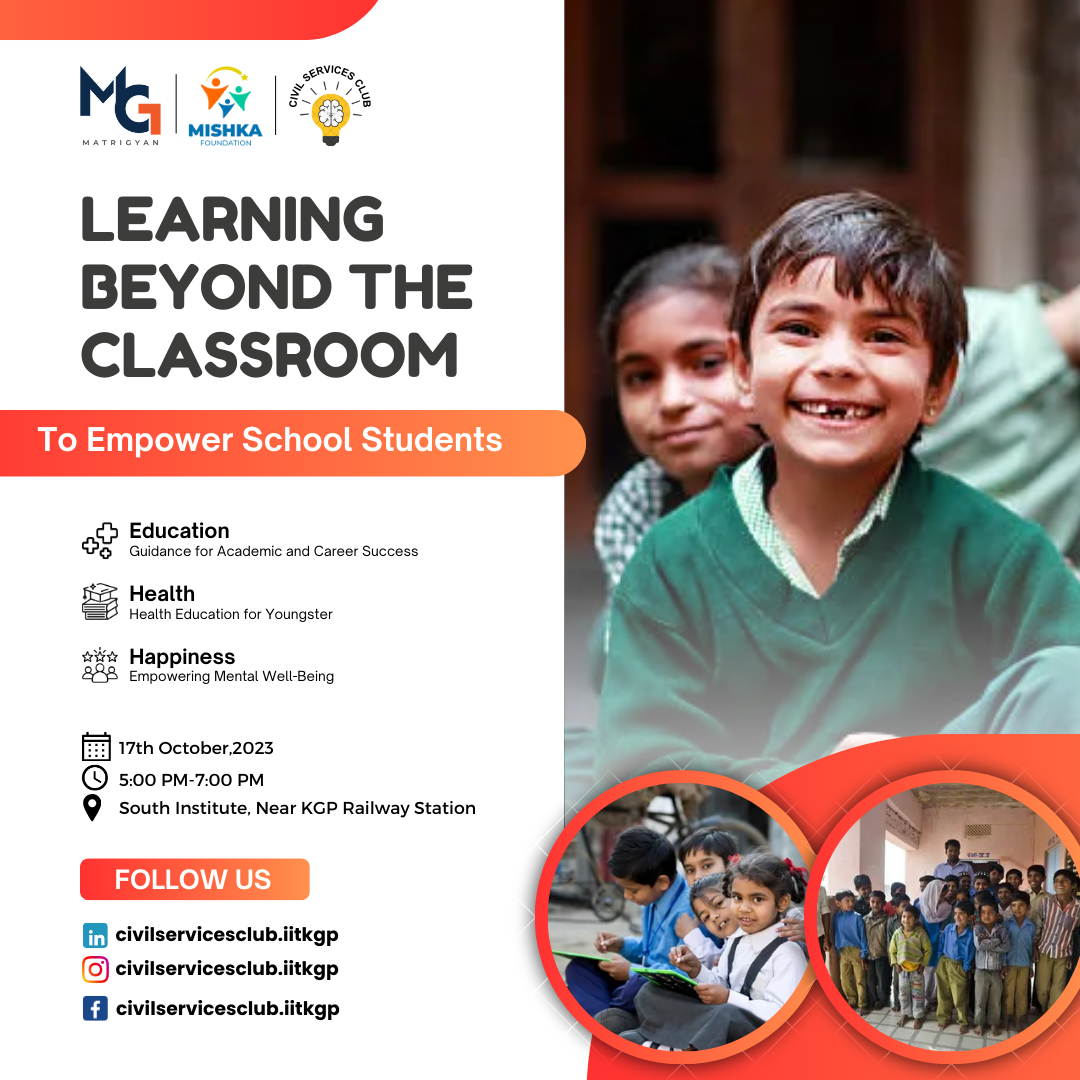 MG
MATRIGYAN
MISHKA
FOUNDATION
CIVIL SERVICES CLUB
LEARNING
BEYOND THE
CLASSROOM
To Empower School Students
Education
Guidance for Academic and Career Success
Health
Health Education for Youngster
Happiness
Empowering Mental Well-Being
17th October,2023
5:00 PM-7:00 PM
South Institute, Near KGP Railway Station
FOLLOW US
in
civilservicesclub.iitkgp
civilservicesclub.iitkgp
f
civilservicesclub.iitkgp